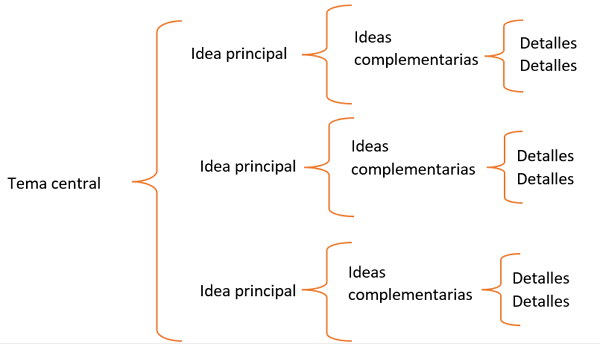 Tema central
Idea principal
Ideas
complementarias
Detalles
Detalles
Idea principal
Ideas
complementarias
Detalles
Detalles
Idea principal
Ideas
complementarias
Detalles
Detalles